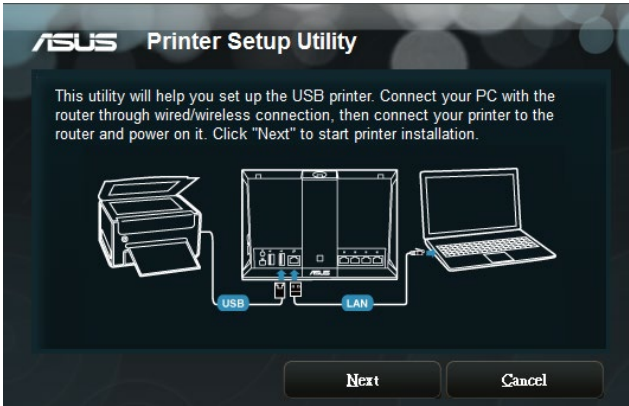 ASUS Printer Setup Utility
This utility will help you set up the USB printer. Connect your PC with the
router through wired/wireless connection, then connect your printer to the
router and power on it. Click "Next" to start printer installation.
ASUS
USB
LAN
Next
Cancel